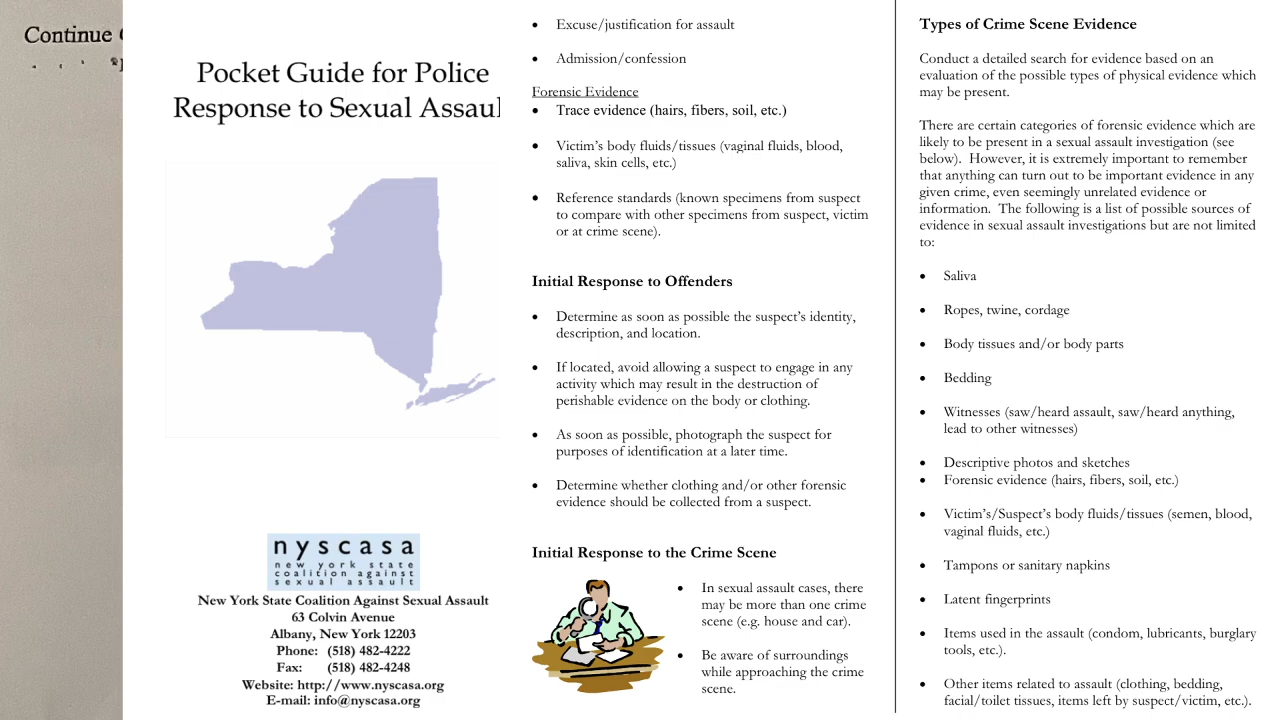 Continue
Pocket Guide for Police
Response to Sexual Assaul
nyscasa
new york state
coalition against
sexual assault
New York State Coalition Against Sexual Assault
63 Colvin Avenue
Albany, New York 12203
Phone: (518) 482-4222
Fax: (518) 482-4248
Website: http://www.nyscasa.org
E-mail: info@nyscasa.org
• Excuse/justification for assault
• Admission/confession
Forensic Evidence
• Trace evidence (hairs, fibers, soil, etc.)
• Victim's body fluids/tissues (vaginal fluids, blood,
saliva, skin cells, etc.)
• Reference standards (known specimens from suspect
to compare with other specimens from suspect, victim
or at crime scene).
Initial Response to Offenders
• Determine as soon as possible the suspect's identity,
description, and location.
• If located, avoid allowing a suspect to engage in any
activity which may result in the destruction of
perishable evidence on the body or clothing.
• As soon as possible, photograph the suspect for
purposes of identification at a later time.
• Determine whether clothing and/or other forensic
evidence should be collected from a suspect.
Initial Response to the Crime Scene
• In sexual assault cases, there
may be more than one crime
scene (e.g. house and car).
• Be aware of surroundings
while approaching the crime
scene.
Types of Crime Scene Evidence
Conduct a detailed search for evidence based on an
evaluation of the possible types of physical evidence which
may be present.
There are certain categories of forensic evidence which are
likely to be present in a sexual assault investigation (see
below). However, it is extremely important to remember
that anything can turn out to be important evidence in any
given crime, even seemingly unrelated evidence or
information. The following is a list of possible sources of
evidence in sexual assault investigations but are not limited
to:
• Saliva
• Ropes, twine, cordage
• Body tissues and/or body parts
• Bedding
• Witnesses (saw/heard assault, saw/heard anything,
lead to other witnesses)
• Descriptive photos and sketches
• Forensic evidence (hairs, fibers, soil, etc.)
• Victim's/Suspect's body fluids/tissues (semen, blood,
vaginal fluids, etc.)
• Tampons or sanitary napkins
• Latent fingerprints
• Items used in the assault (condom, lubricants, burglary
tools, etc.).
• Other items related to assault (clothing, bedding,
facial/toilet tissues, items left by suspect/victim, etc.).